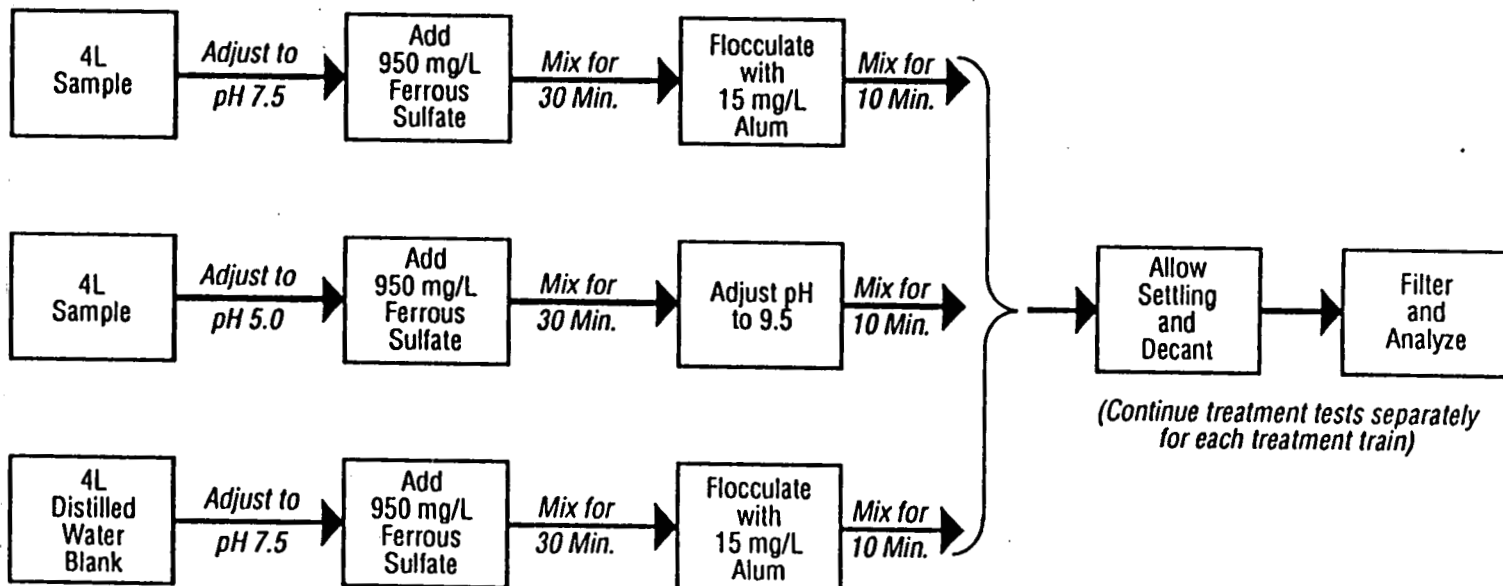 4L
Sample
Adjust to
pH 7.5
Add
950 mg/L
Ferrous
Sulfate
Mix for
30 Min.
Flocculate
with
15 mg/L
Alum
Mix for
10 Min.
4L
Sample
Adjust to
pH 5.0
Add
950 mg/L
Ferrous
Sulfate
Mix for
30 Min.
Adjust pH
to 9.5
Mix for
10 Min.
4L
Distilled
Water
Blank
Adjust to
pH 7.5
Add
950 mg/L
Ferrous
Sulfate
Mix for
30 Min.
Flocculate
with
15 mg/L
Alum
Mix for
10 Min.
Allow
Settling
and
Decant
Filter
and
Analyze
(Continue treatment tests separately
for each treatment train)